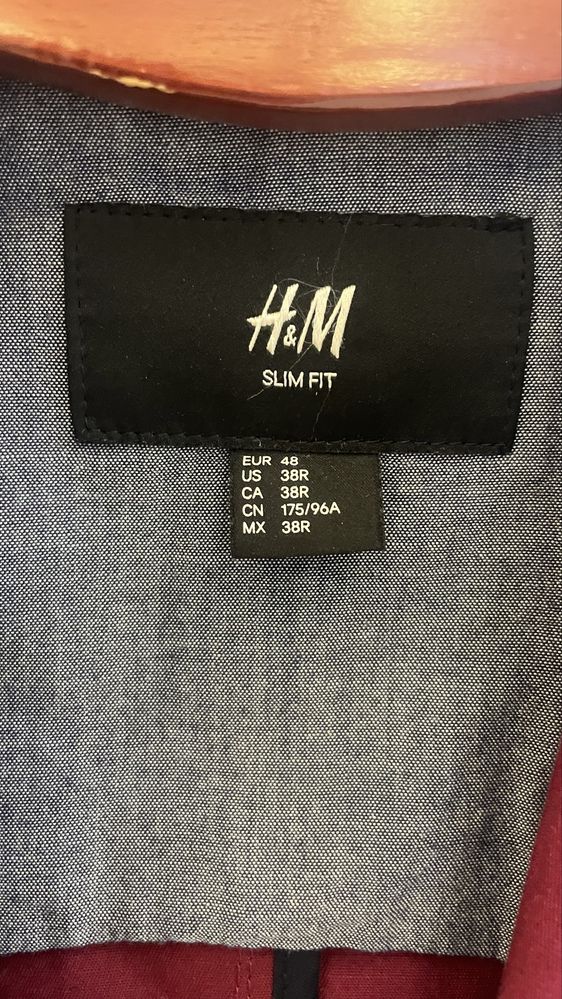 H&M
SLIM FIT
EUR 48
US 38R
CA 38R
CN 175/96A
MX 38R